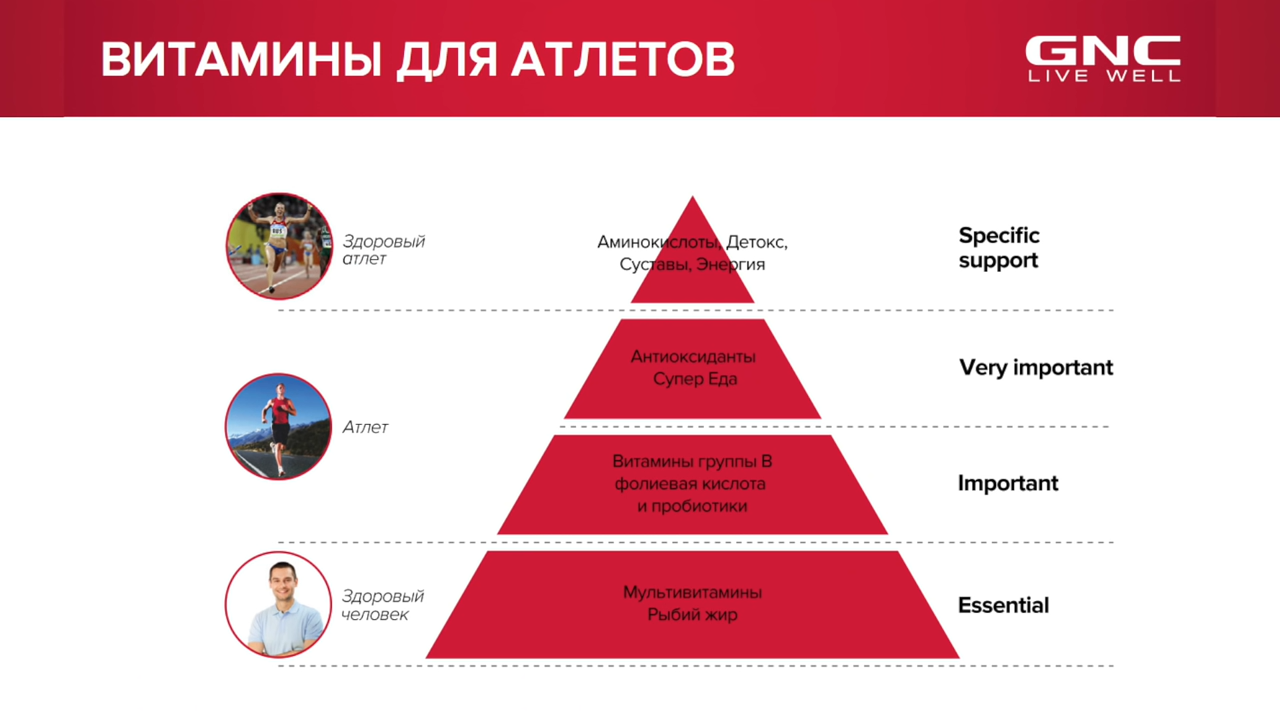 ВИТАМИНЫ ДЛЯ АТЛЕТОВ
GNC
LIVE WELL
Здоровый
атлет
Аминокислоты, Детокс,
Суставы, Энергия
Specific
support
Антиоксиданты
Супер Еда
Very important
Атлет
Витамины группы В
фолиевая кислота
и пробиотики
Important
Здоровый
человек
Мультивитамины
Рыбий жир
Essential